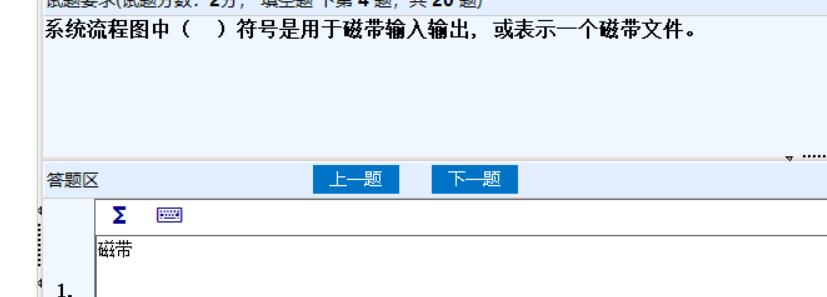 试题要求(试题分数：2分， 填空题 下第 4 题，共 20 题)
系统流程图中（　）符号是用于磁带输入输出，或表示一个磁带文件。
答题区
上一题
下一题
Σ
磁带
1.